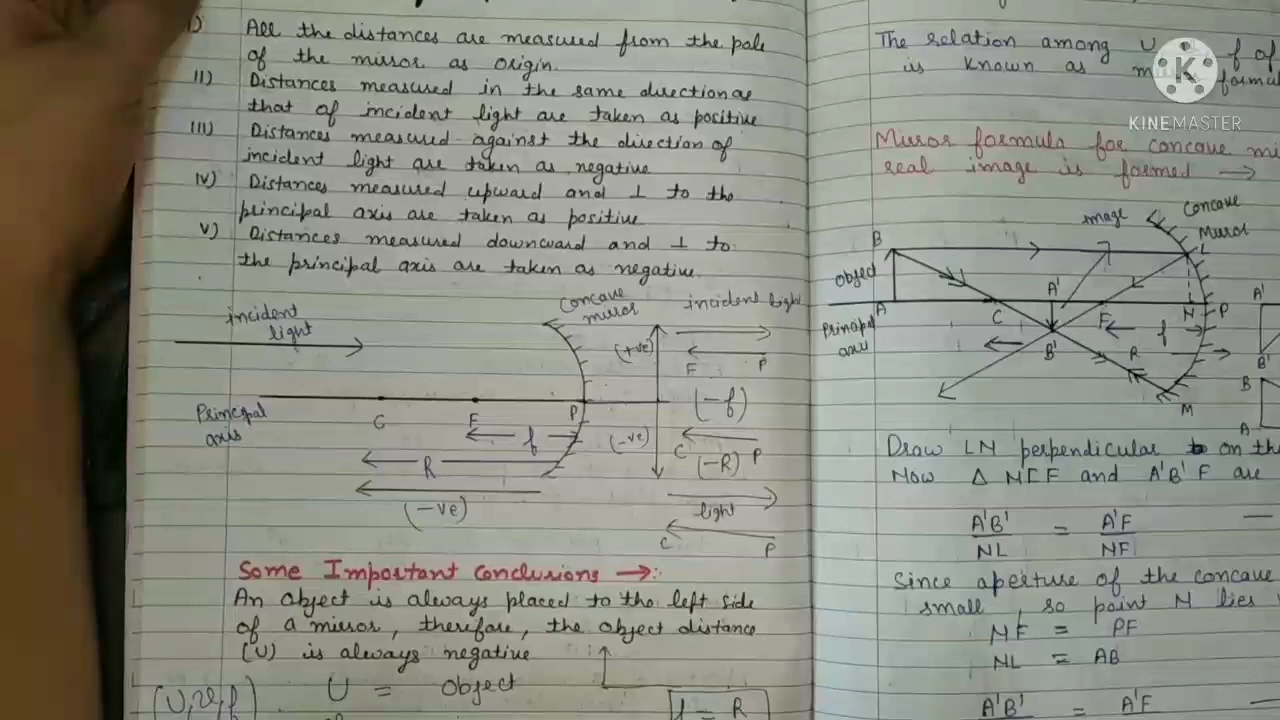 All the distances are measured from the pole
of the mirror as origin.
II) Distances measured in the same direction as
that of incident light are taken as positive
III) Distances measured against the direction of
incident light are taken as negative
IV) Distances measured upward and ⊥ to the
principal axis are taken as positive
V) Distances measured downward and ⊥ to
the principal axis are taken as negative.
incident
light
Concave
mirror
incident light
(+ve)
F P
Principal
axis
C F P
(-ve)
(-f)
f
C P
R
(-R)
(-ve)
light
C P
Some Important Conclusions →:
An object is always placed to the left side
of a mirror, therefore, the object distance
(U) is always negative
U = object
(U,v,f)
f = R
The relation among U f of
is known as
KINEMASTER
Mirror formula for concave
real image is formed →
image
Concave
Mirror
B L
object
A' A C F N P
Principal
axis
f
B' R
M
A'
B'
B
A
Draw LN perpendicular to on the
Now Δ NLF and A'B'F are
A'B' = A'F —
NL NF
Since aperture of the concave
small, so point N lies
NF = PF
NL = AB
A'B' = A'F —